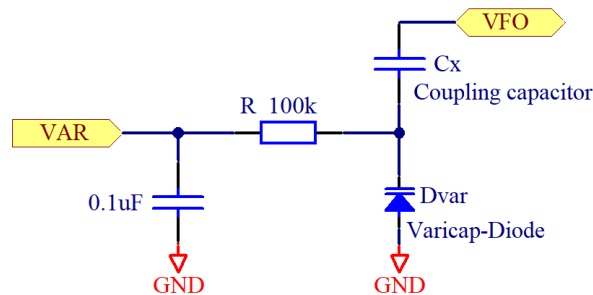 VFO
Cx
Coupling capacitor
R 100k
VAR
0.1uF
Dvar
Varicap-Diode
GND
GND